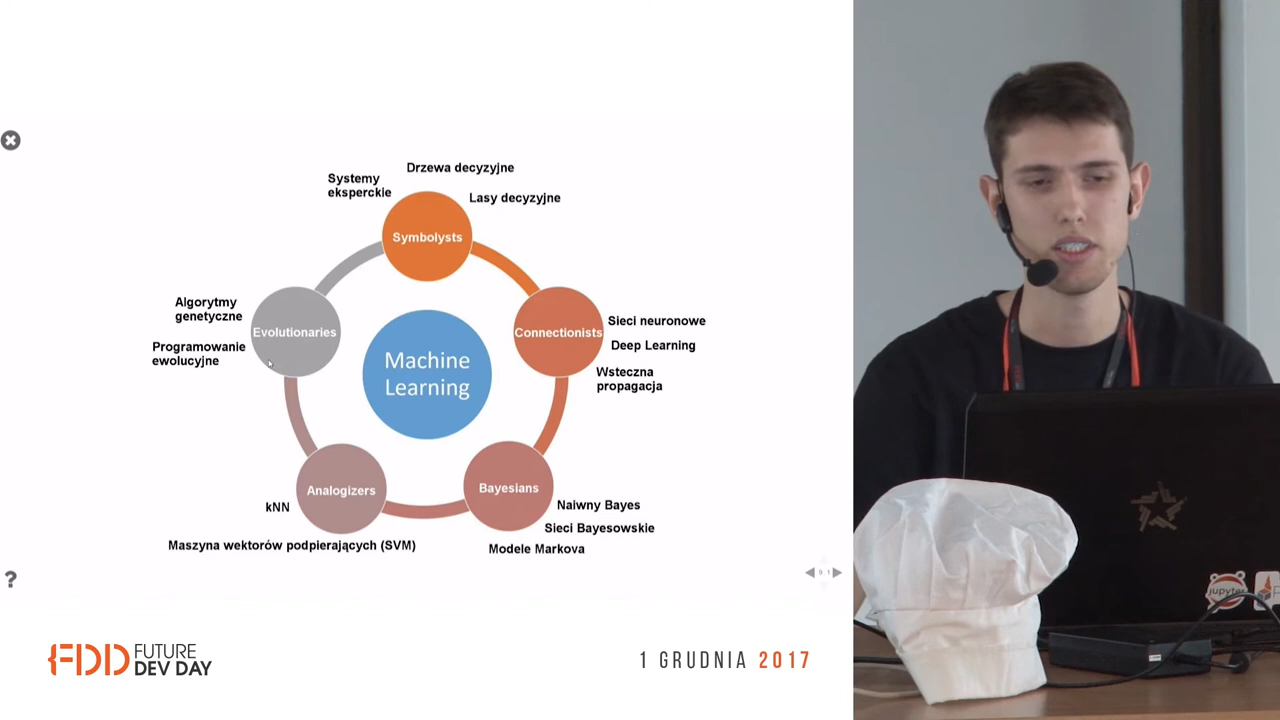 Drzewa decyzyjne
Systemy
eksperckie
Lasy decyzyjne
Symbolysts
Algorytmy
genetyczne
Evolutionaries
Programowanie
ewolucyjne
Machine
Learning
Connectionists
Sieci neuronowe
Deep Learning
Wsteczna
propagacja
Analogizers
kNN
Maszyna wektorów podpierających (SVM)
Bayesians
Naiwny Bayes
Sieci Bayesowskie
Modele Markova
?
FDD FUTURE
DEV DAY
1 GRUDNIA 2017
jupyter